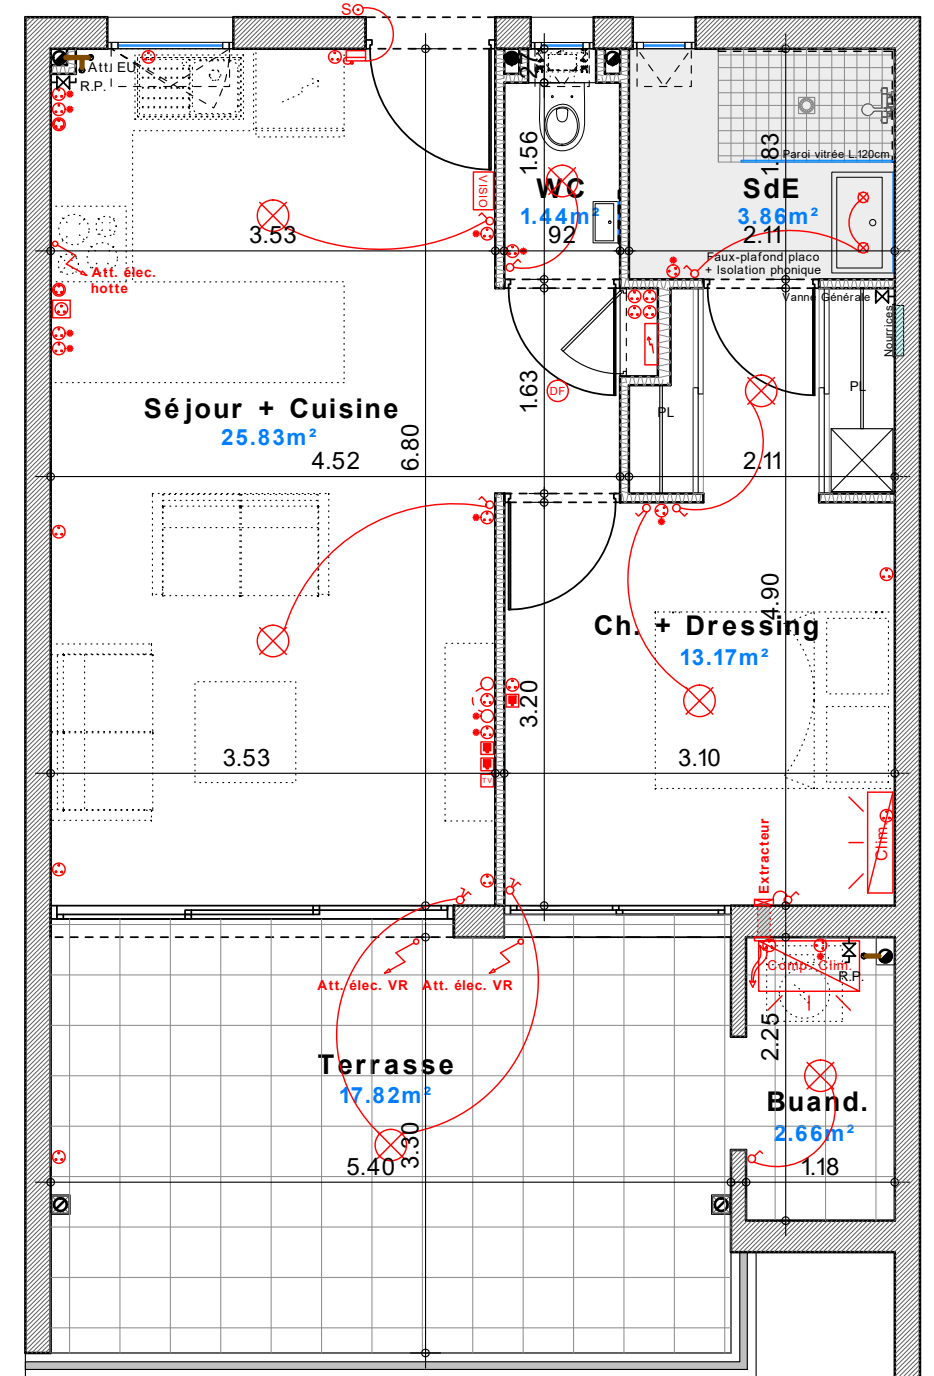 S
Att. EU
R.P.
27
1.56
1.83
Paroi vitrée L.120cm
VISIO
WC
1.44m²
92
SdE
3.86m²
2.11
3.53
Faux-plafond placo
+ Isolation phonique
Att. élec.
hotte
Vanne Générale
Nourrices
DF
1.63
PL
PL
Séjour + Cuisine
25.83m²
6.80
4.52
2.11
4.90
Ch. + Dressing
13.17m²
3.20
3.53
3.10
TV
Extracteur
Clim.
Comp. Clim.
R.P.
Att. élec. VR
Att. élec. VR
2.25
Terrasse
17.82m²
3.30
5.40
Buand.
2.66m²
1.18